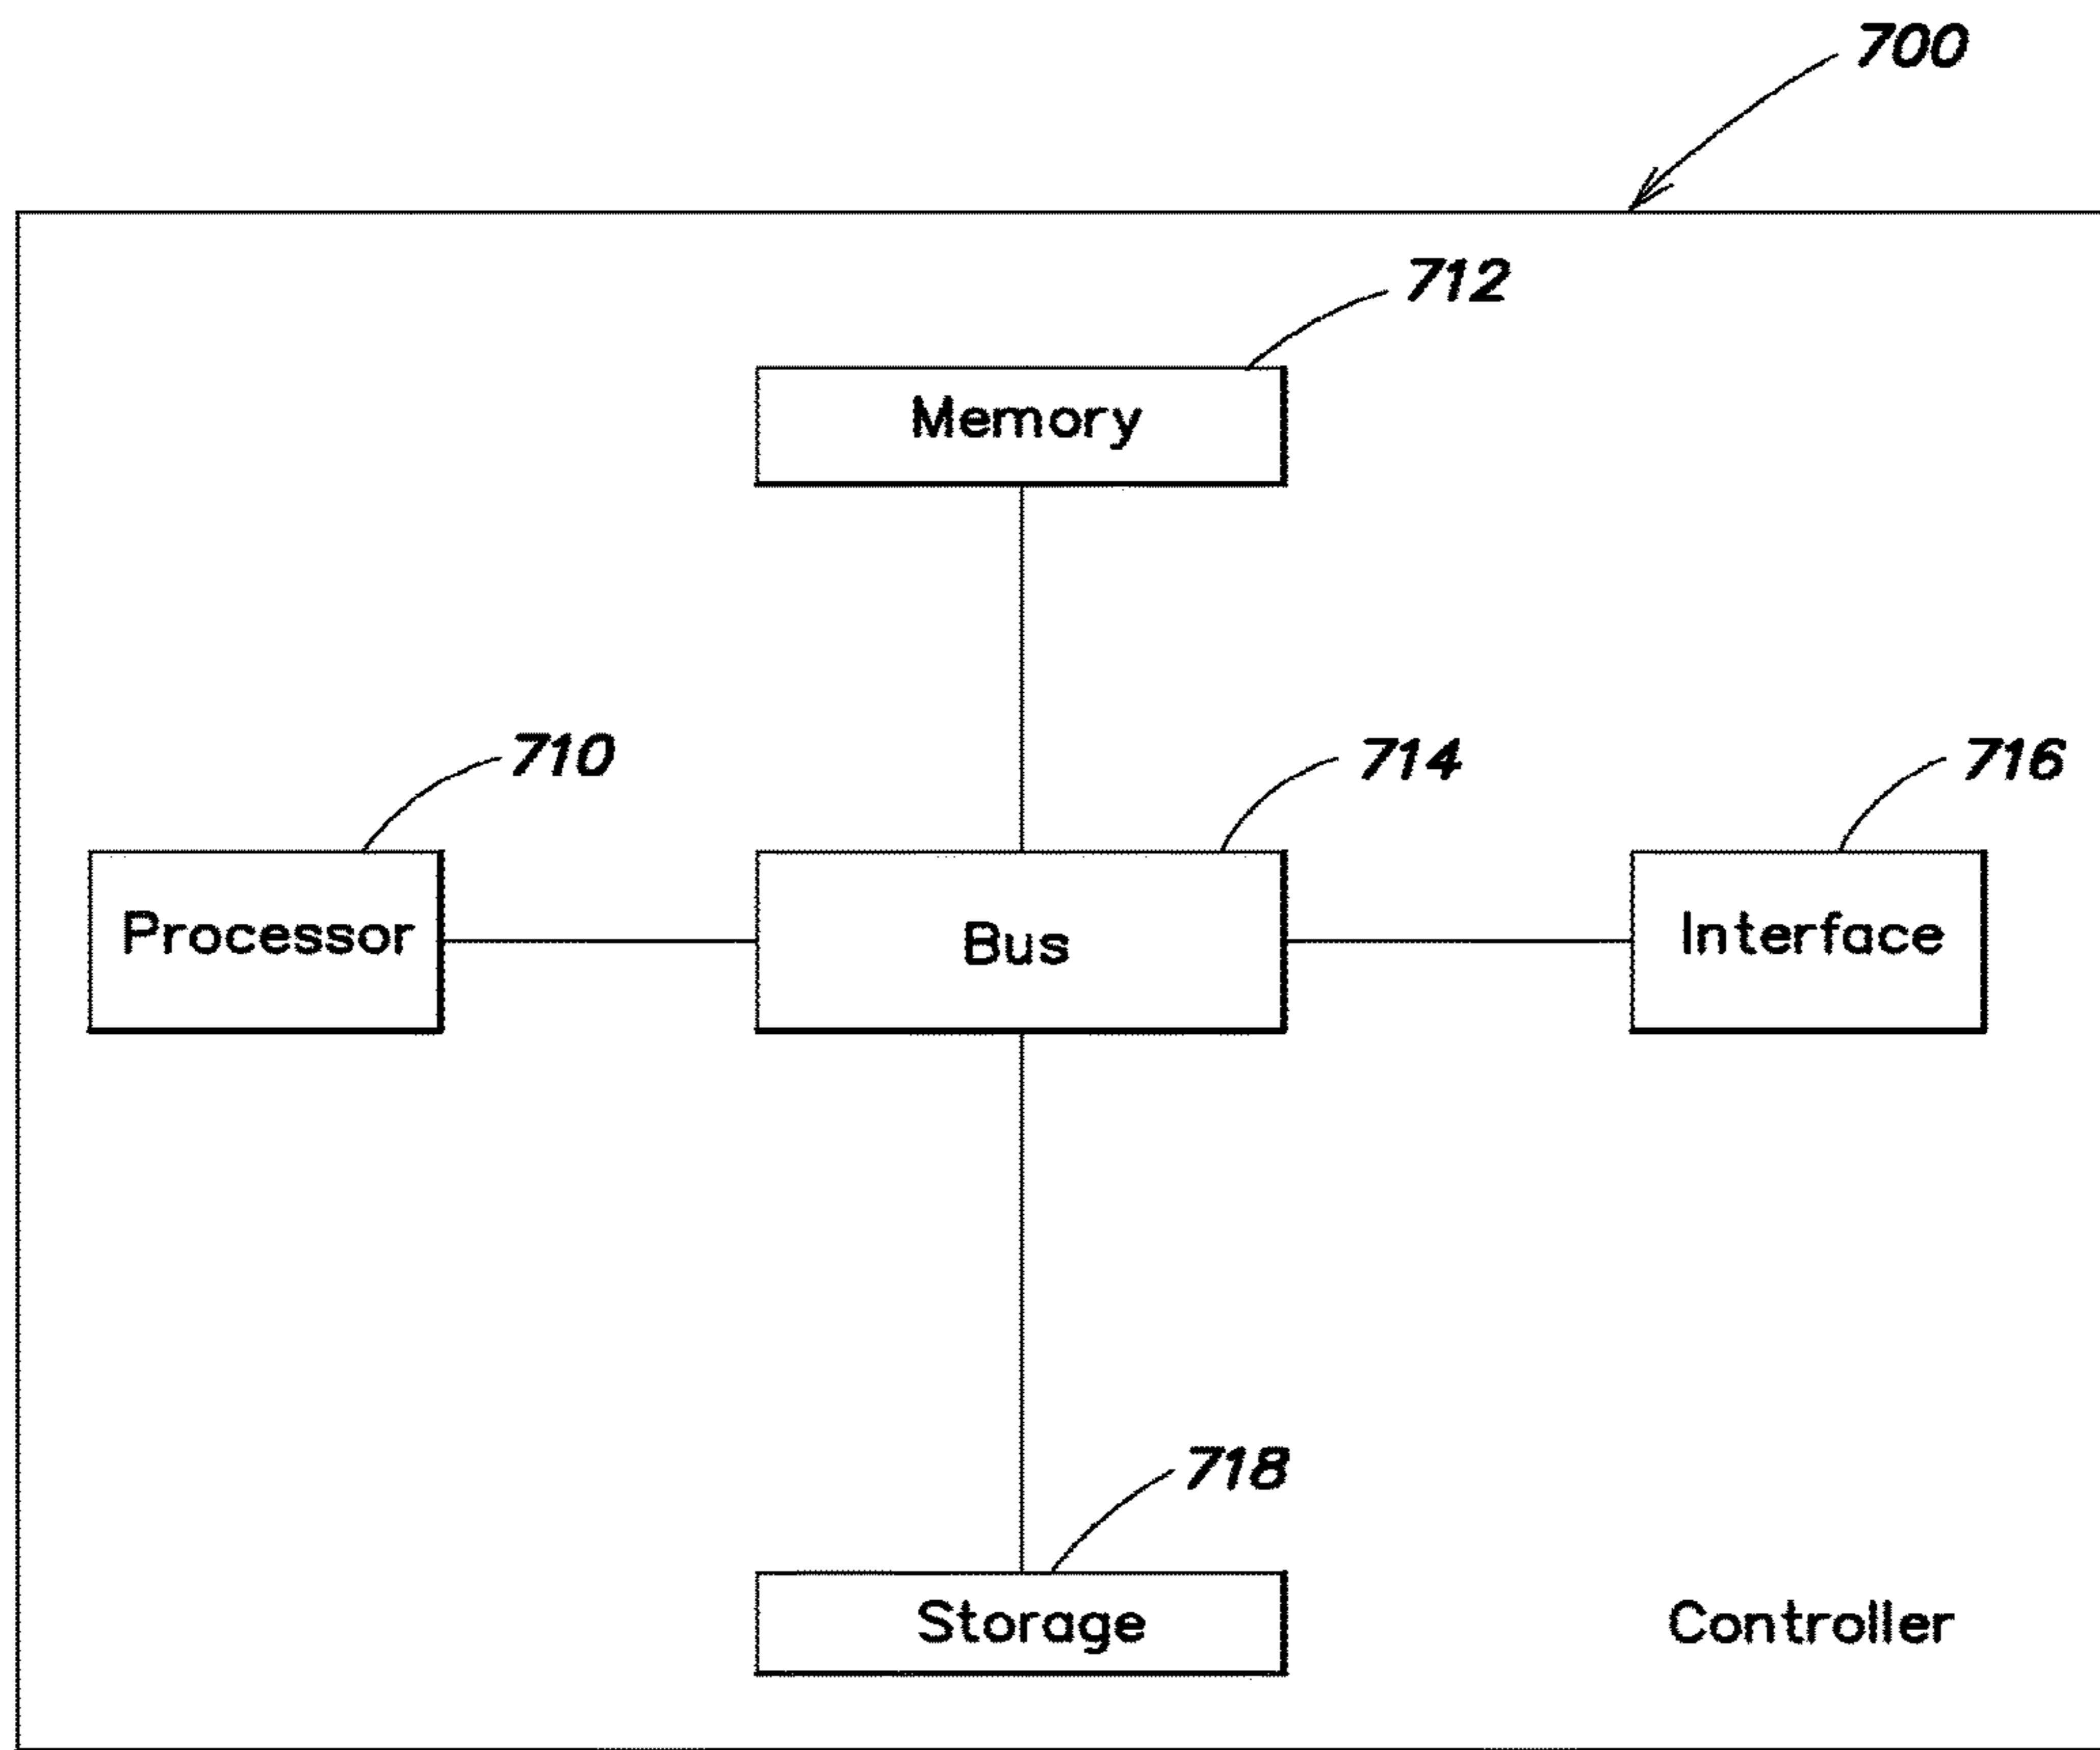 700
712
Memory
710
714
716
Processor
Bus
Interface
718
Storage
Controller